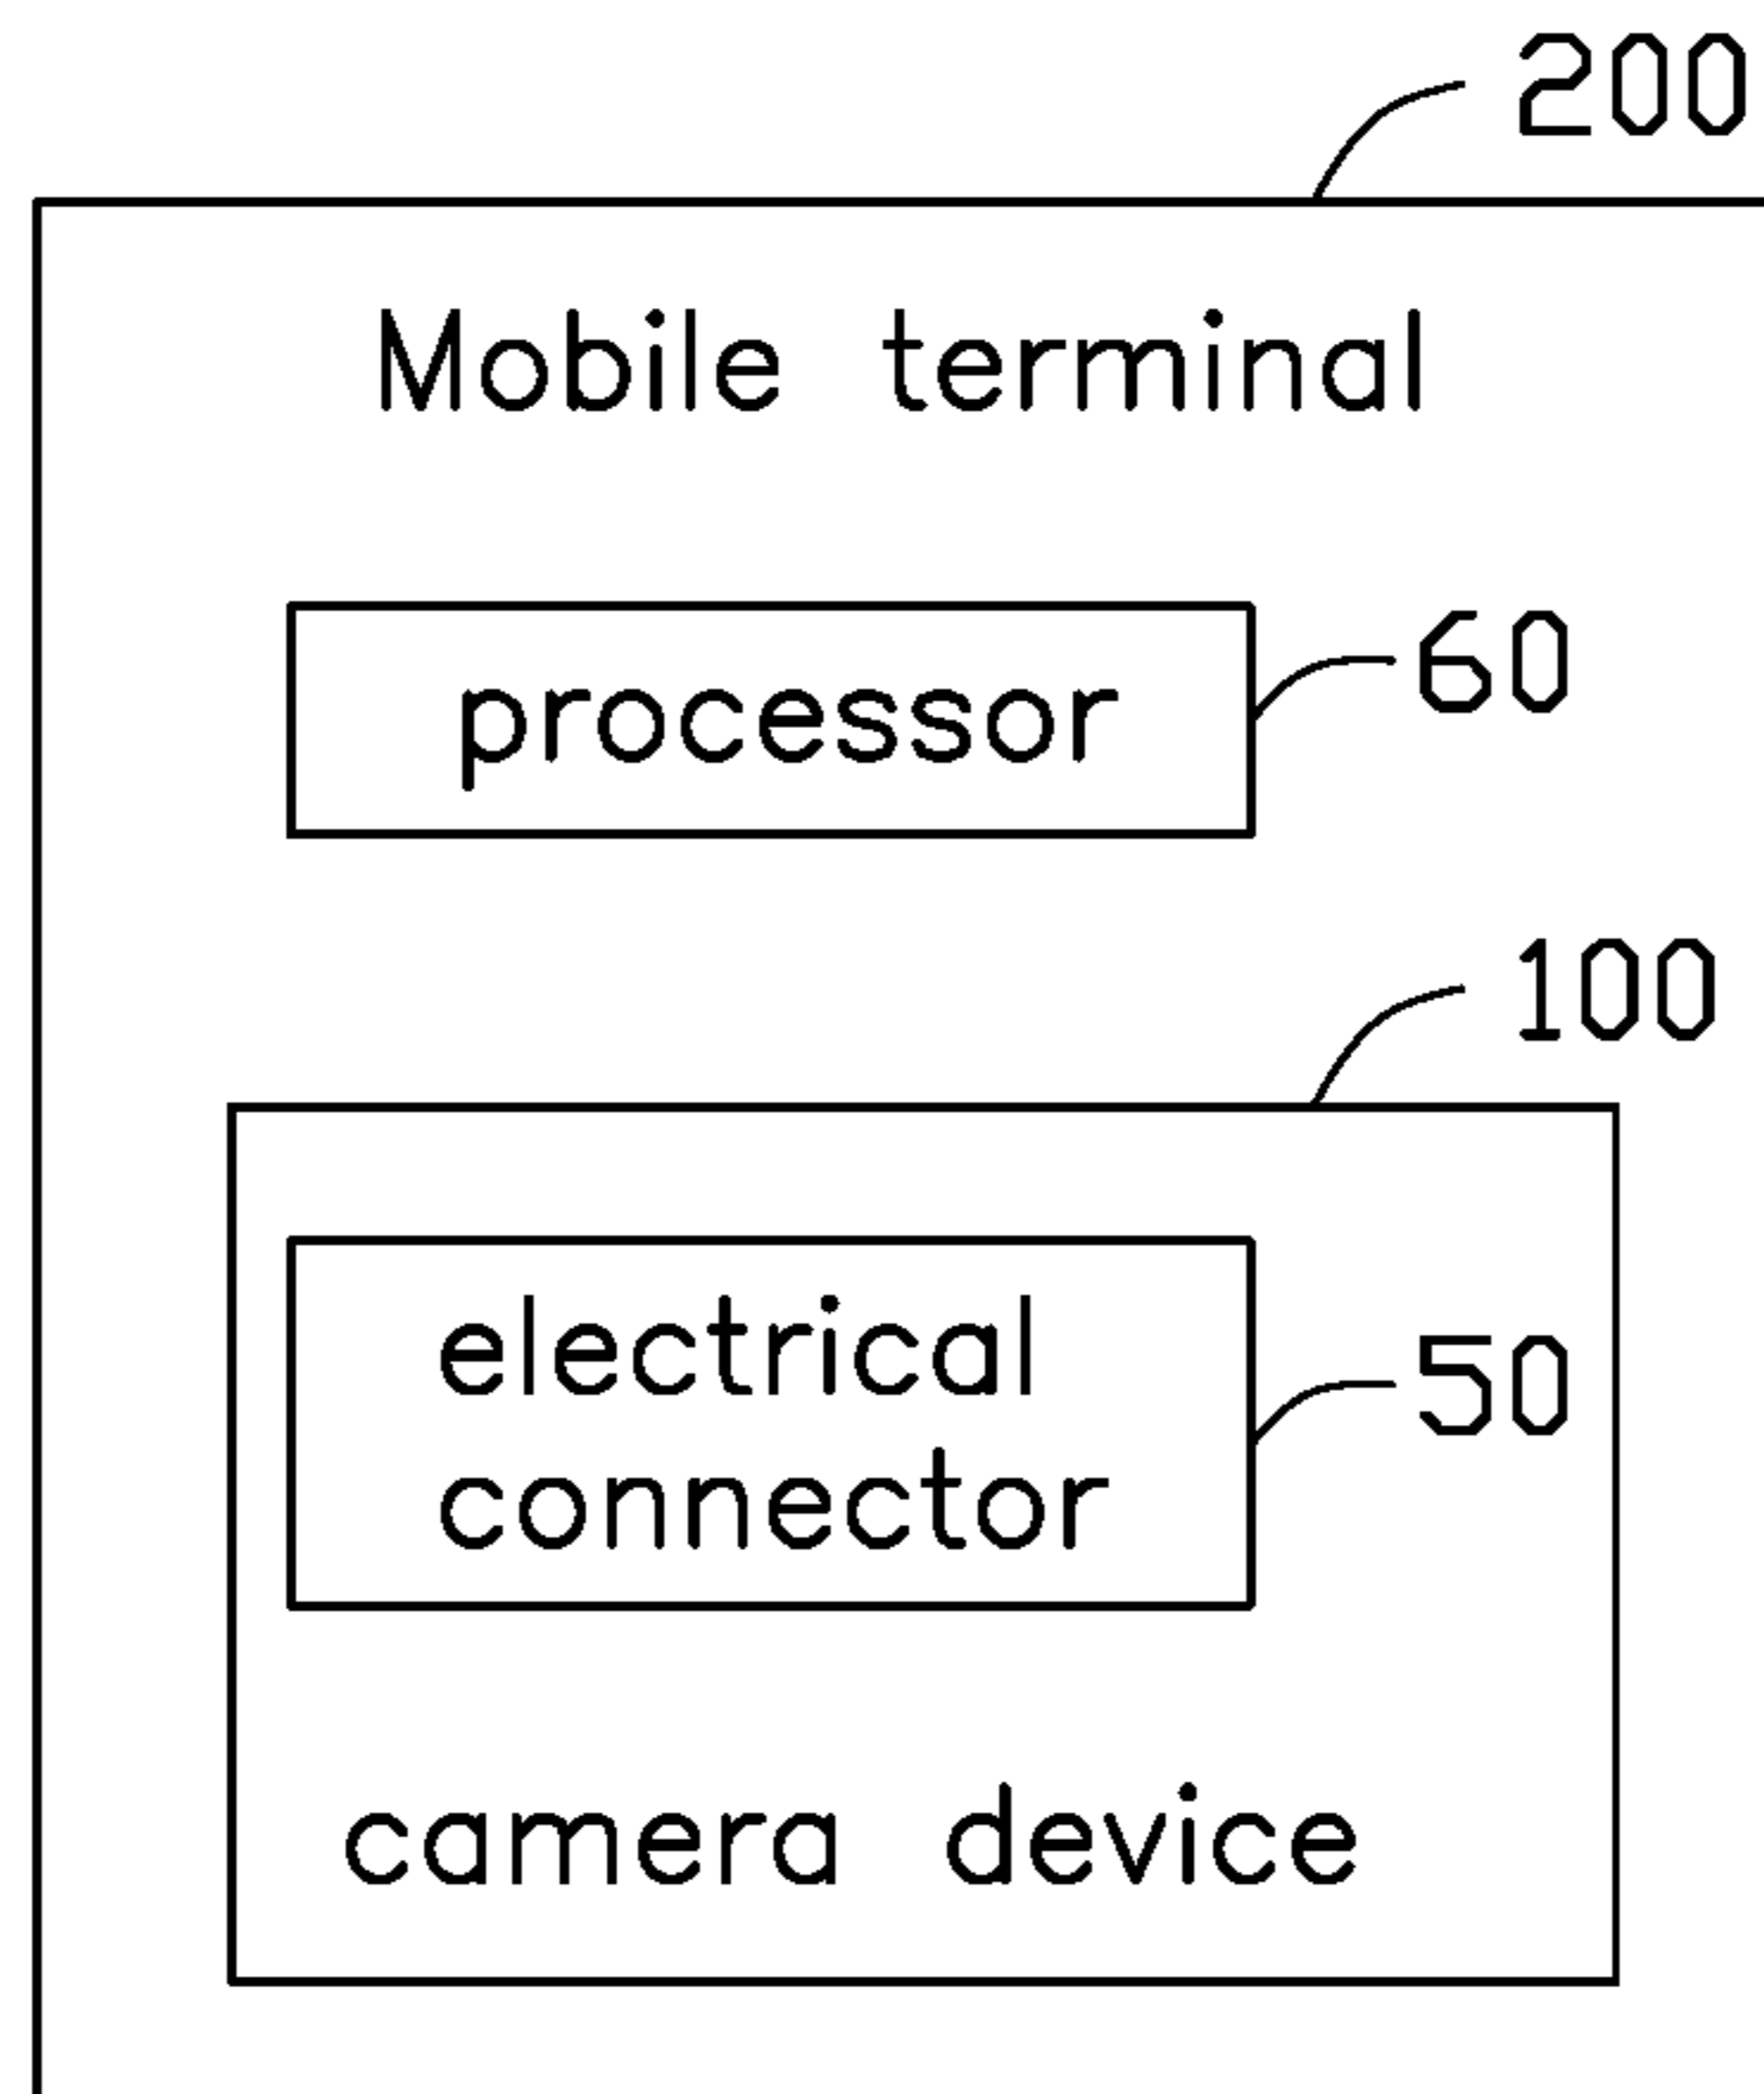 200
Mobile terminal
processor
60
100
electrical
connector
50
camera device